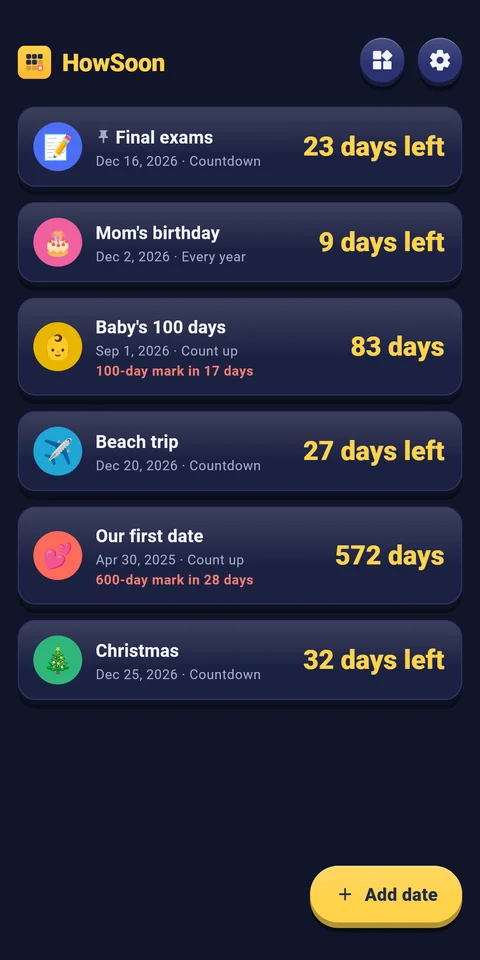 HowSoon
Final exams
23 days left
Dec 16, 2026 · Countdown
Mom's birthday
9 days left
Dec 2, 2026 · Every year
Baby's 100 days
Sep 1, 2026 · Count up
83 days
100-day mark in 17 days
Beach trip
27 days left
Dec 20, 2026 · Countdown
Our first date
Apr 30, 2025 · Count up
572 days
600-day mark in 28 days
Christmas
32 days left
Dec 25, 2026 · Countdown
+ Add date